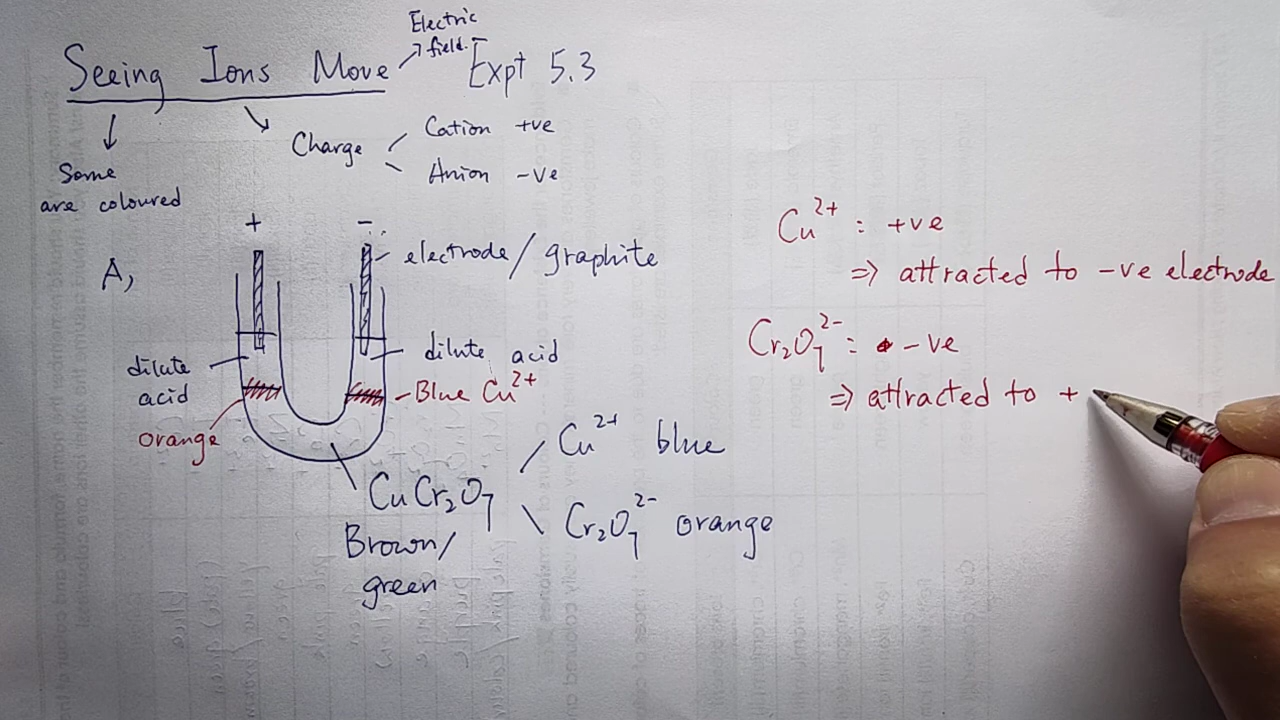 Electric
field.
Seeing Ions Move
Expt 5.3
Some
are coloured
Charge
Cation +ve
Anion -ve
+
-
A,
electrode/graphite
dilute
acid
dilute acid
Blue Cu²⁺
orange
CuCr₂O₇
Brown/
green
Cu²⁺ blue
Cr₂O₇²⁻ orange
Cu²⁺ : +ve
⇒ attracted to -ve electrode
Cr₂O₇²⁻ : -ve
⇒ attracted to +